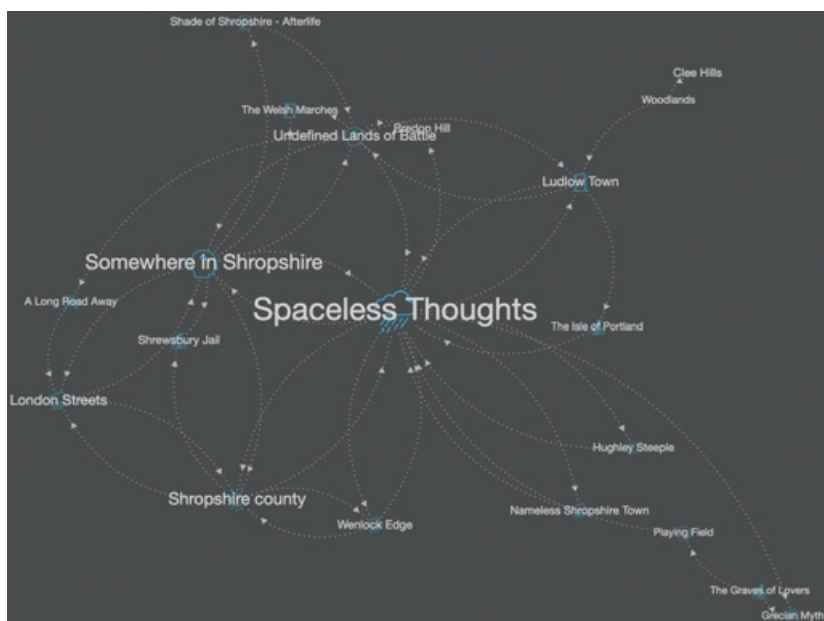 Shade of Shropshire - Afterlife
Clee Hills
Woodlands
The Welsh Marches
Bredon Hill
Undefined Lands of Battle
Ludlow Town
Somewhere in Shropshire
A Long Road Away
Spaceless Thoughts
The Isle of Portland
Shrewsbury Jail
London Streets
Hughley Steeple
Shropshire county
Nameless Shropshire Town
Wenlock Edge
Playing Field
The Graves of Lovers
Grecian Myth